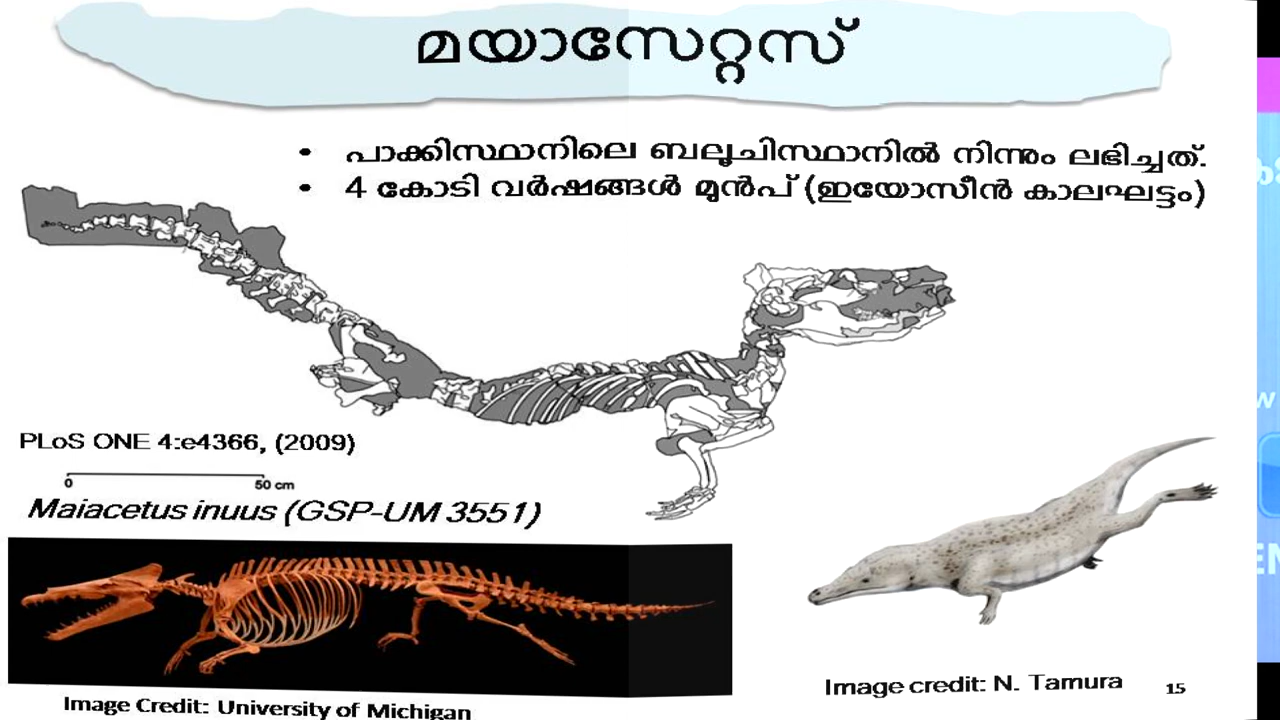 മയാസേറ്റസ്
• പാക്കിസ്ഥാനിലെ ബലൂചിസ്ഥാനിൽ നിന്നും ലഭിച്ചത്.
• 4 കോടി വർഷങ്ങൾ മുൻപ് (ഇയോസീൻ കാലഘട്ടം)
PLoS ONE 4:e4366, (2009)
0 50 cm
Maiacetus inuus (GSP-UM 3551)
Image Credit: University of Michigan
Image credit: N. Tamura
15